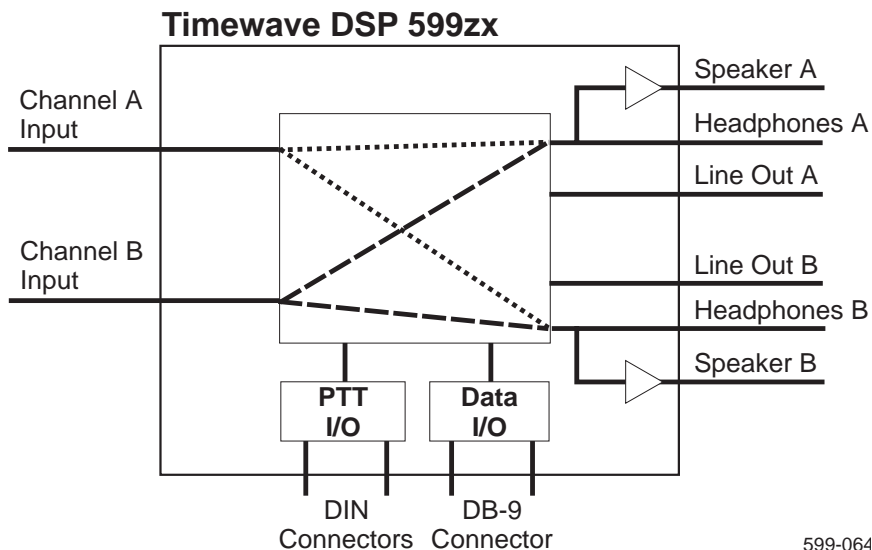 Timewave DSP 599zx
Channel A
Input
Channel B
Input
Speaker A
Headphones A
Line Out A
Line Out B
Headphones B
Speaker B
PTT
I/O
Data
I/O
DIN
Connectors
DB-9
Connector
599-064